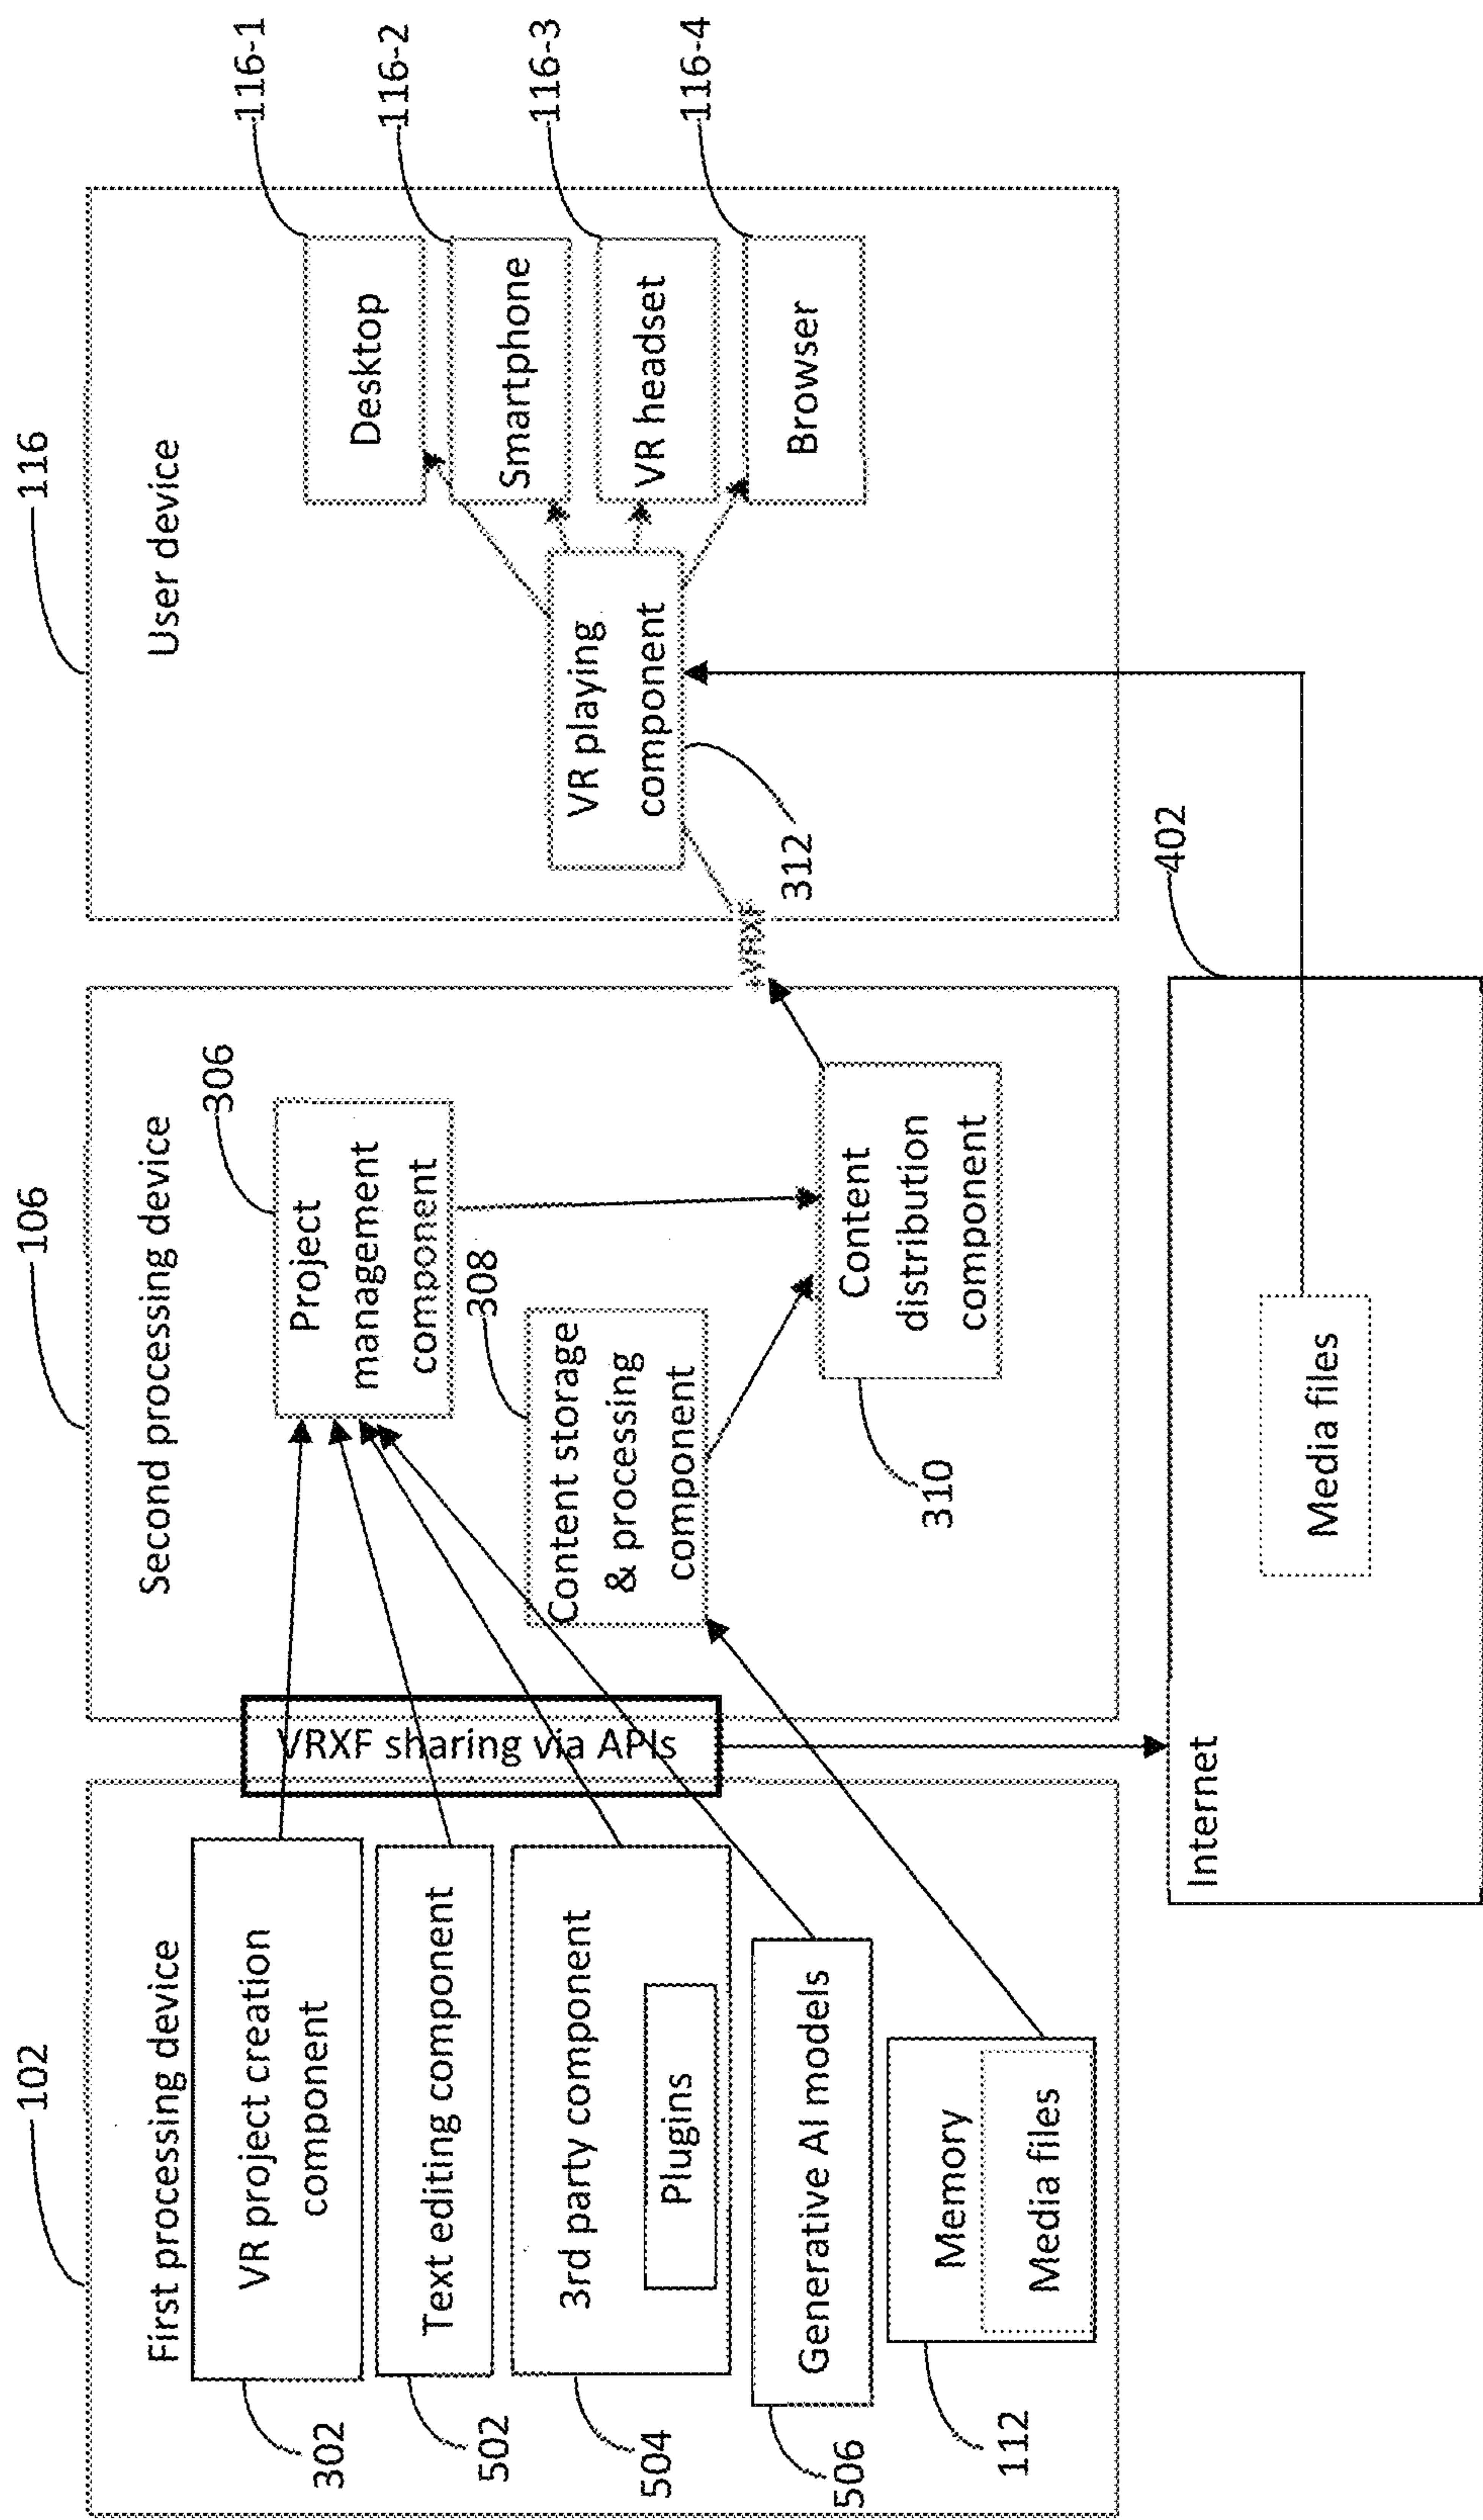 102
First processing device
302
VR project creation
component
502
Text editing component
504
3rd party component
Plugins
506
Generative AI models
112
Memory
Media files
VRXF sharing via APIs
106
Second processing device
306
Project
management
component
308
Content storage
& processing
component
310
Content
distribution
component
VRXF
116
User device
312
VR playing
component
116-1
Desktop
116-2
Smartphone
116-3
VR headset
116-4
Browser
402
Internet
Media files